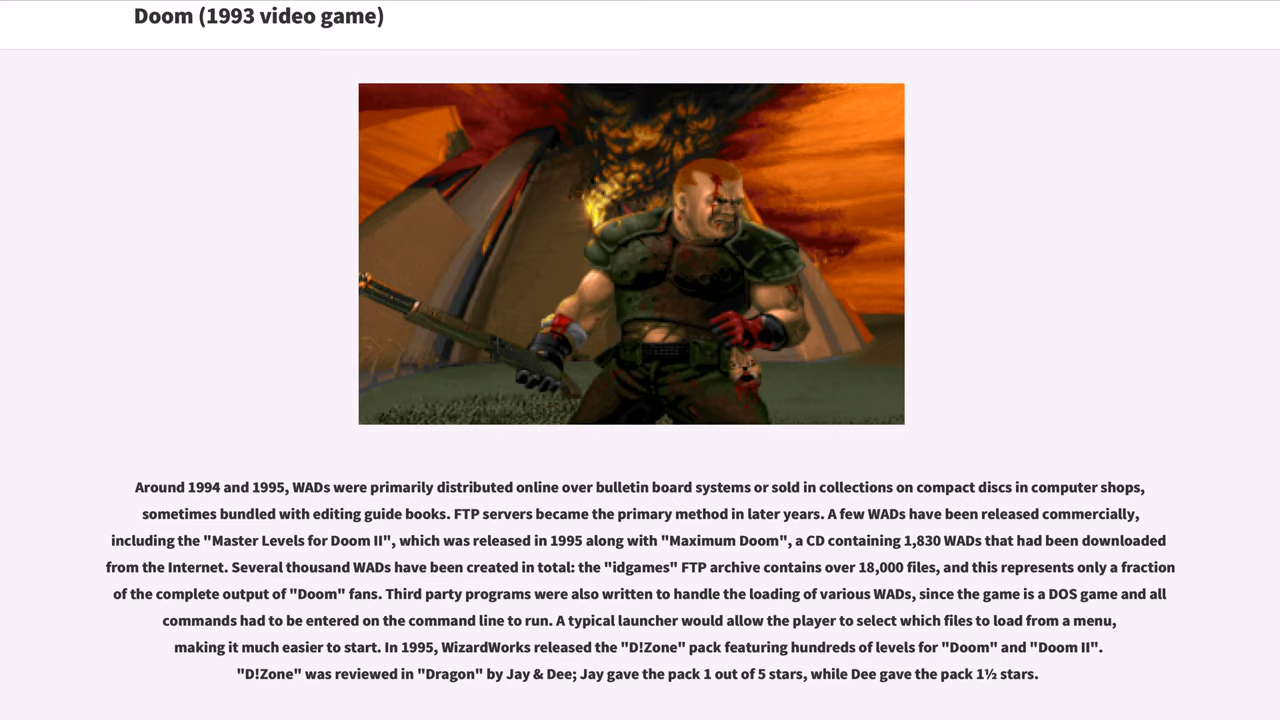 Doom (1993 video game)
Around 1994 and 1995, WADs were primarily distributed online over bulletin board systems or sold in collections on compact discs in computer shops,
sometimes bundled with editing guide books. FTP servers became the primary method in later years. A few WADs have been released commercially,
including the "Master Levels for Doom II", which was released in 1995 along with "Maximum Doom", a CD containing 1,830 WADs that had been downloaded
from the Internet. Several thousand WADs have been created in total: the "idgames" FTP archive contains over 18,000 files, and this represents only a fraction
of the complete output of "Doom" fans. Third party programs were also written to handle the loading of various WADs, since the game is a DOS game and all
commands had to be entered on the command line to run. A typical launcher would allow the player to select which files to load from a menu,
making it much easier to start. In 1995, WizardWorks released the "D!Zone" pack featuring hundreds of levels for "Doom" and "Doom II".
"D!Zone" was reviewed in "Dragon" by Jay & Dee; Jay gave the pack 1 out of 5 stars, while Dee gave the pack 1½ stars.